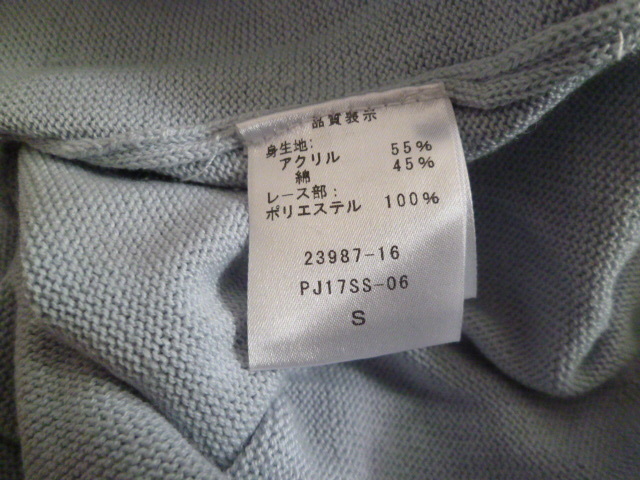 品質表示
身生地:
アクリル 55%
綿 45%
レース部:
ポリエステル 100%
23987-16
PJ17SS-06
S